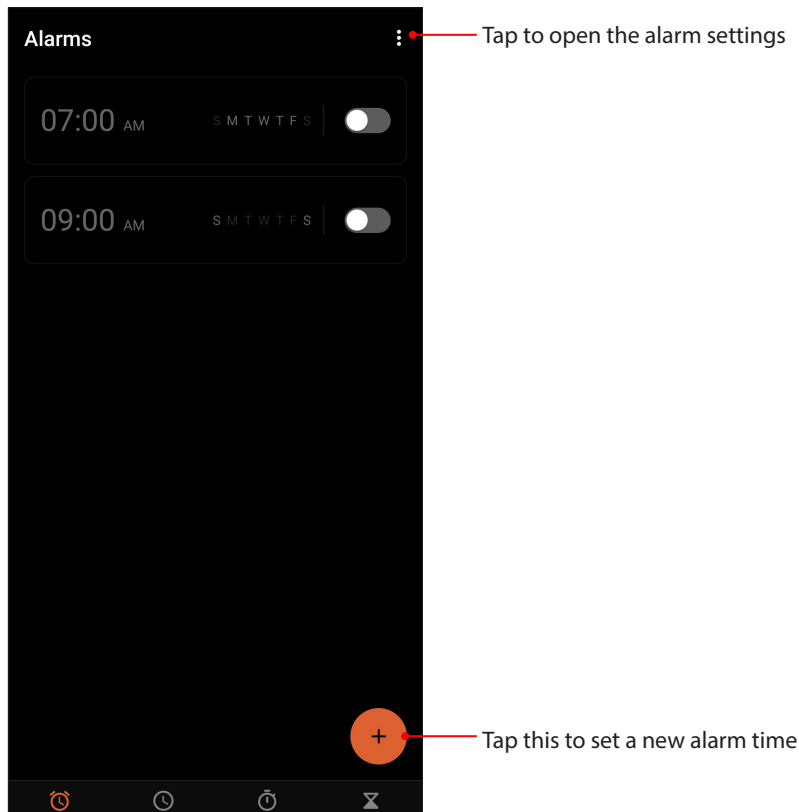 Alarms
Tap to open the alarm settings
07:00 AM S M T W T F S
09:00 AM S M T W T F S
Tap this to set a new alarm time